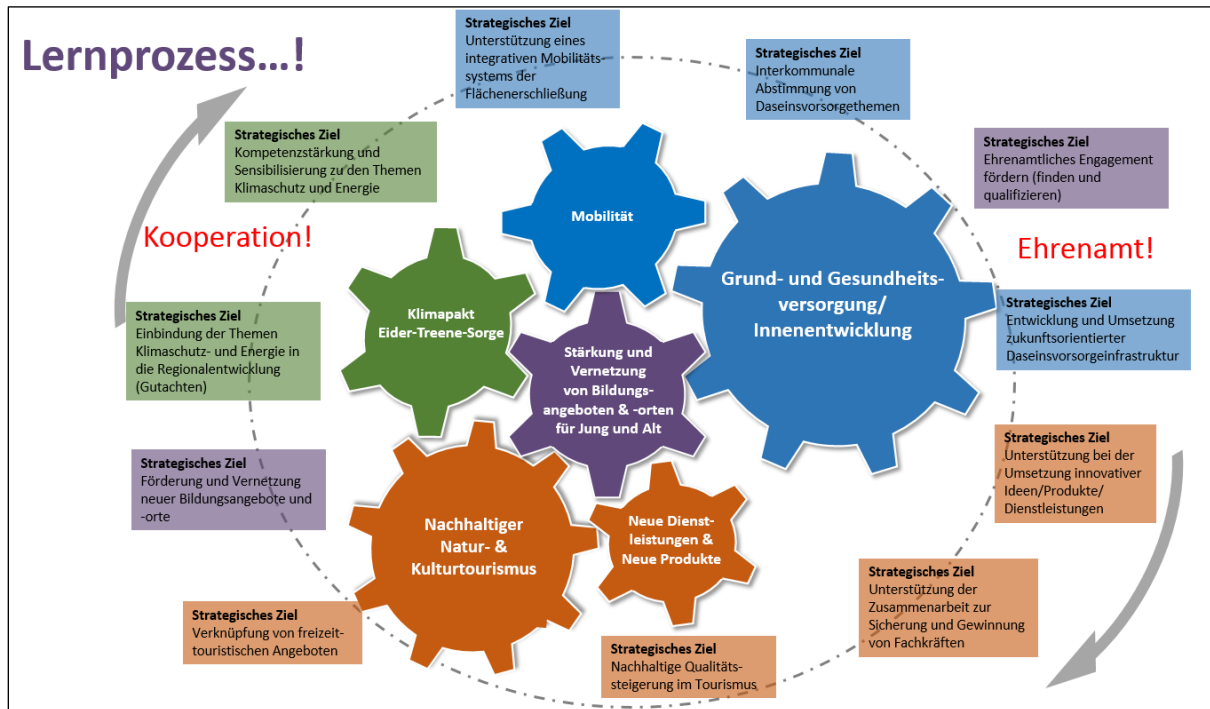 Lernprozess...!
Strategisches Ziel
Unterstützung eines
integrativen Mobilitäts-
systems der
Flächenerschließung
Strategisches Ziel
Interkommunale
Abstimmung von
Daseinsvorsorgethemen
Strategisches Ziel
Kompetenzstärkung und
Sensibilisierung zu den Themen
Klimaschutz und Energie
Strategisches Ziel
Ehrenamtliches Engagement
fördern (finden und
qualifizieren)
Kooperation!
Ehrenamt!
Mobilität
Grund- und Gesundheits-
versorgung/
Innenentwicklung
Klimapakt
Eider-Treene-Sorge
Stärkung und
Vernetzung
von Bildungs-
angeboten & -orten
für Jung und Alt
Strategisches Ziel
Einbindung der Themen
Klimaschutz- und Energie in
die Regionalentwicklung
(Gutachten)
Strategisches Ziel
Entwicklung und Umsetzung
zukunftsorientierter
Daseinsvorsorgeinfrastruktur
Strategisches Ziel
Förderung und Vernetzung
neuer Bildungsangebote und
-orte
Strategisches Ziel
Unterstützung bei der
Umsetzung innovativer
Ideen/Produkte/
Dienstleistungen
Nachhaltiger
Natur- &
Kulturtourismus
Neue Dienst-
leistungen &
Neue Produkte
Strategisches Ziel
Verknüpfung von freizeit-
touristischen Angeboten
Strategisches Ziel
Nachhaltige Qualitäts-
steigerung im Tourismus
Strategisches Ziel
Unterstützung der
Zusammenarbeit zur
Sicherung und Gewinnung
von Fachkräften